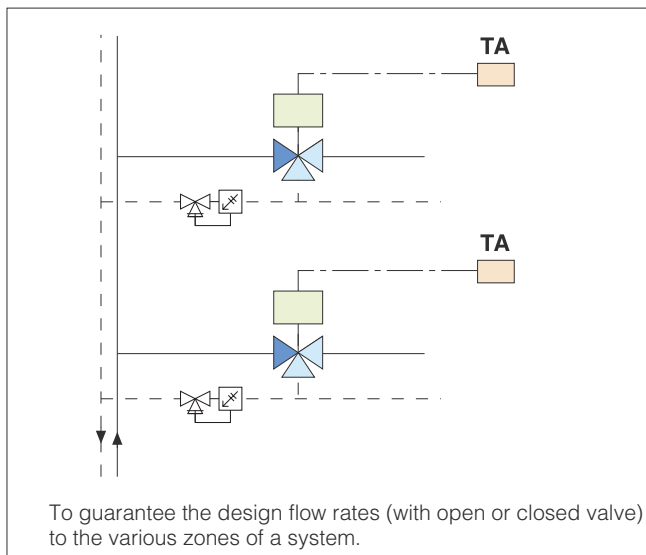 TA
TA
To guarantee the design flow rates (with open or closed valve)
to the various zones of a system.